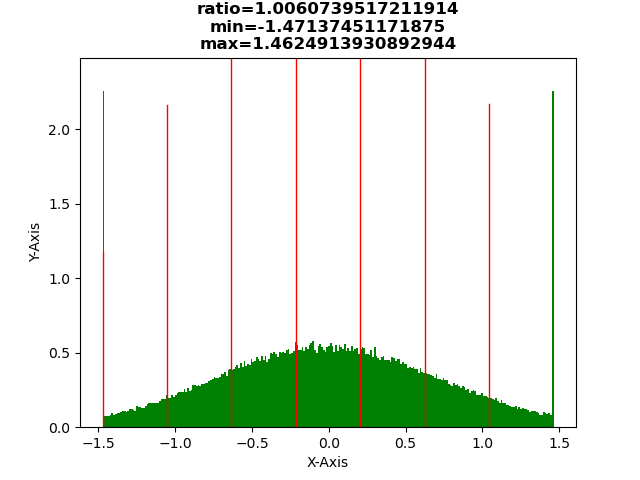 ratio=1.0060739517211914
min=-1.47137451171875
max=1.4624913930892944
2.0
1.5
1.0
0.5
0.0
Y-Axis
−1.5 −1.0 −0.5 0.0 0.5 1.0 1.5
X-Axis